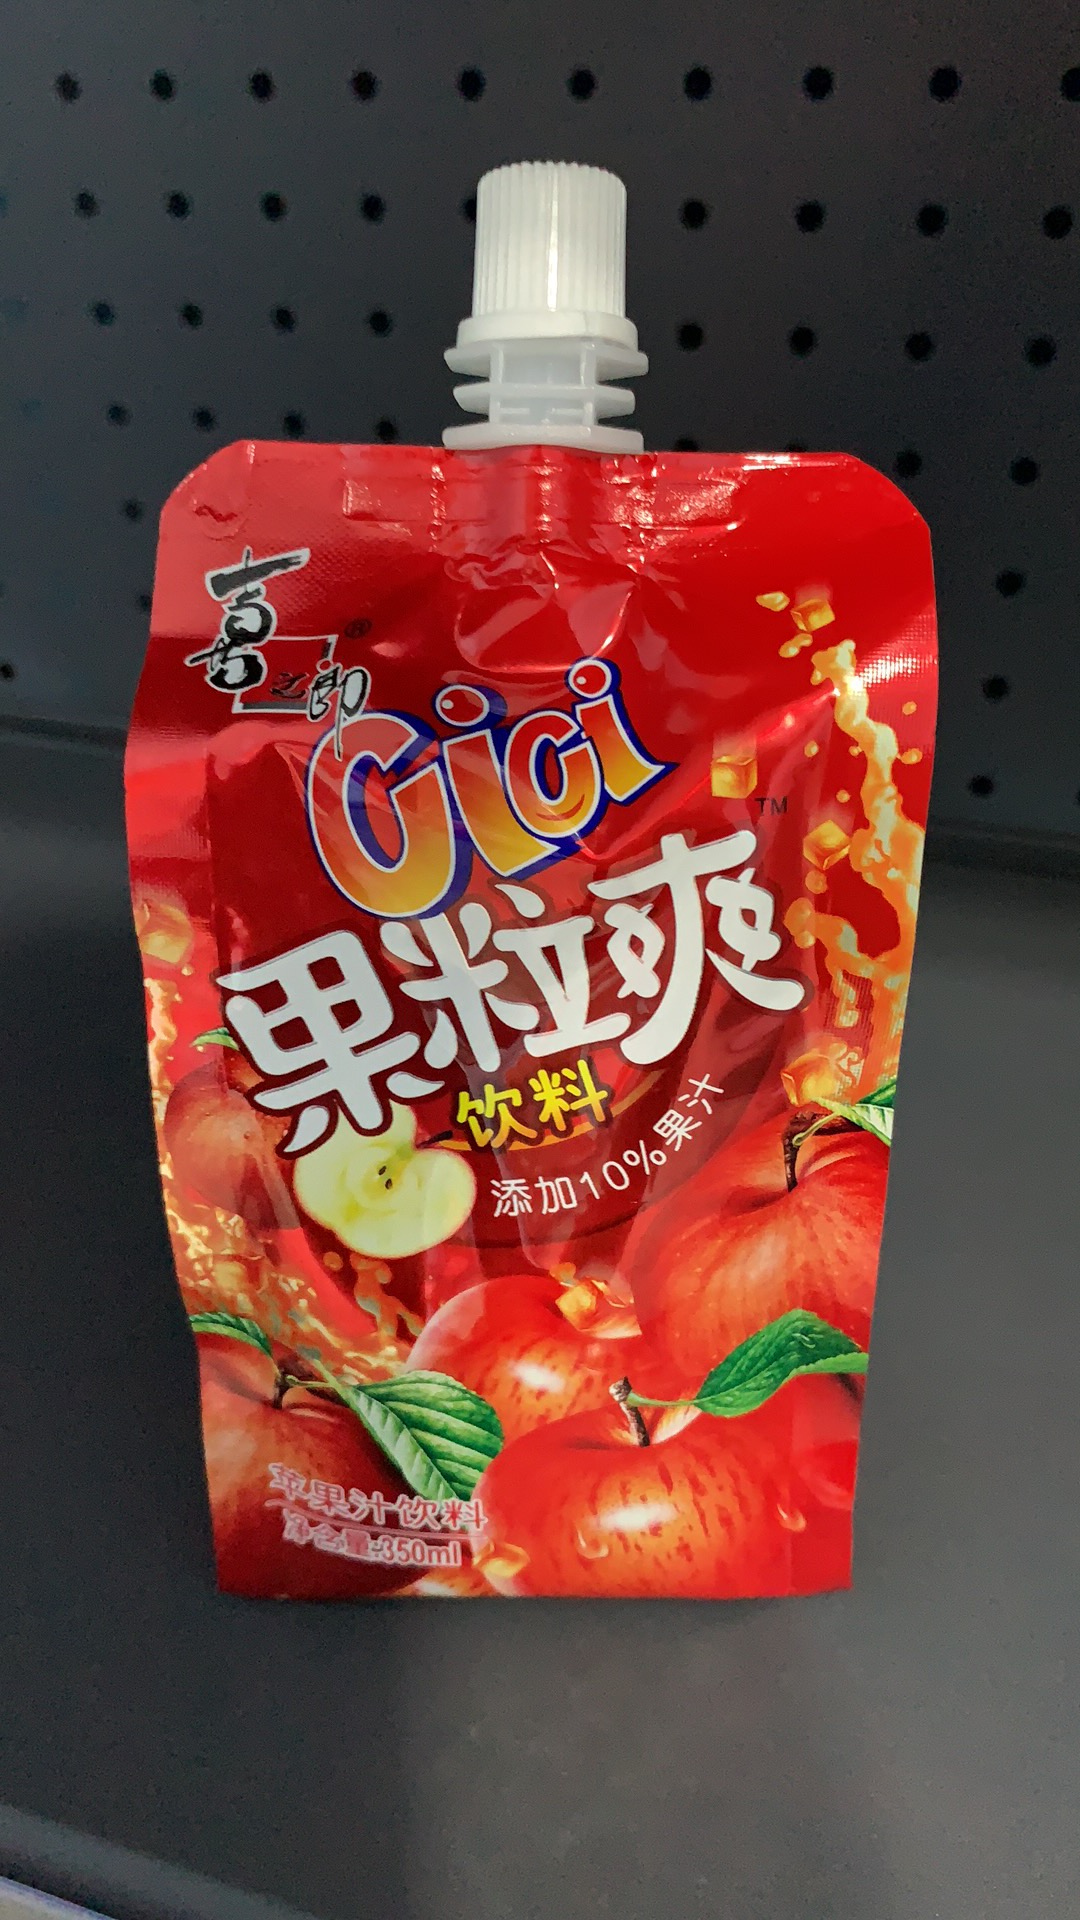 喜之郎®
Cici
TM
果粒爽
饮料
添加10%果汁
苹果汁饮料
净含量:350ml